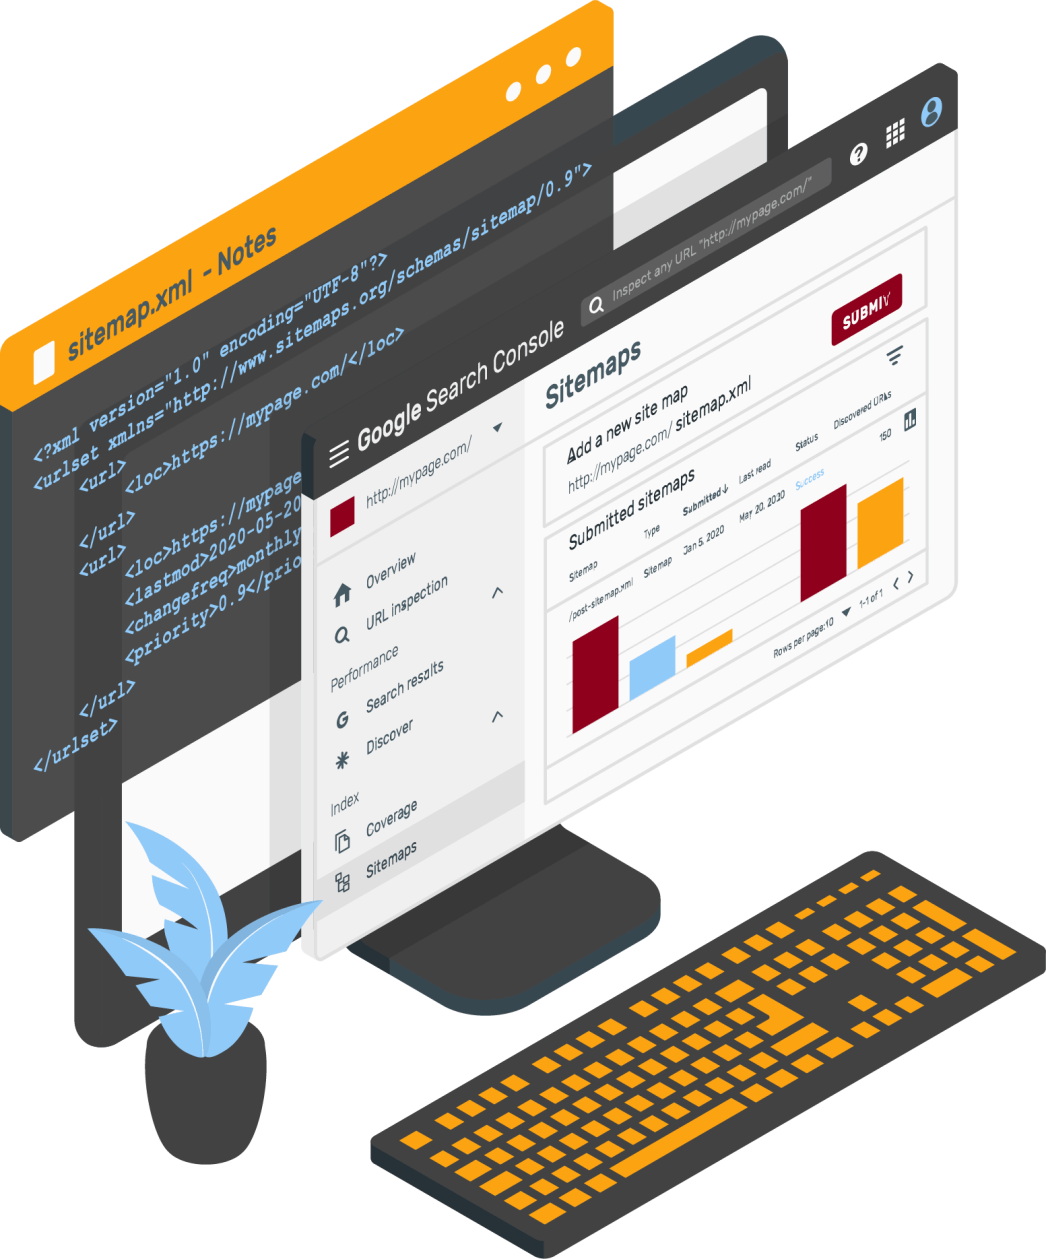 sitemap.xml - Notes
<?xml version="1.0" encoding="UTF-8"?>
<urlset xmlns="http://www.sitemaps.org/schemas/sitemap/0.9">
<url>
<loc>https://mypage.com/</loc>
</url>
<url>
<loc>https://mypage
<lastmod>2020-05-20
<changefreq>monthly
<priority>0.9</prio
</url>
</urlset>
Google Search Console
Inspect any URL "http://mypage.com/"
?
http://mypage.com/
Overview
URL inspection
Performance
G Search results
Discover
Index
Coverage
Sitemaps
Sitemaps
Add a new site map
http://mypage.com/ sitemap.xml
SUBMIT
Submitted sitemaps
Sitemap Type Submitted↓ Last read Status Discovered URLs
/post-sitemap.xml Sitemap Jan 5, 2020 May 20, 2020 Success 150
Rows per page:10 1-1 of 1 < >